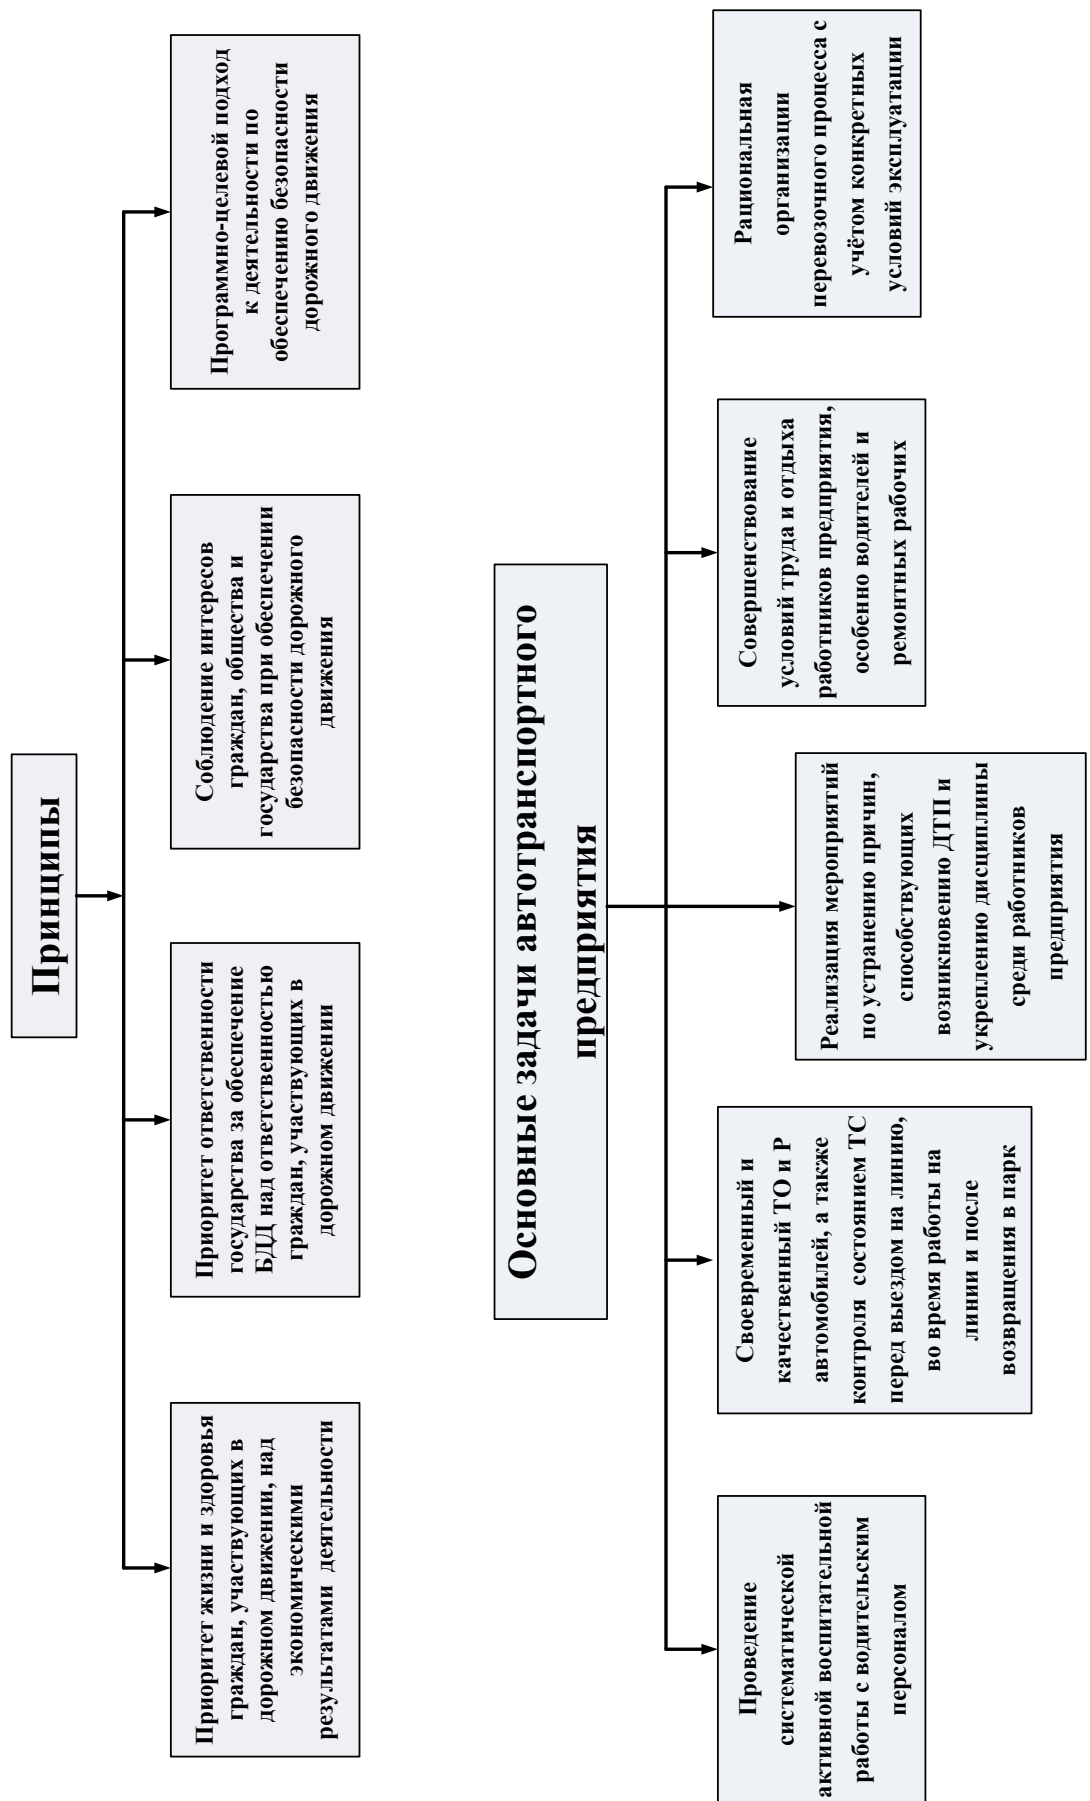 Принципы
Приоритет жизни и здоровья
граждан, участвующих в
дорожном движении, над
экономическими
результатами деятельности
Приоритет ответственности
государства за обеспечение
БДД над ответственностью
граждан, участвующих в
дорожном движении
Соблюдение интересов
граждан, общества и
государства при обеспечении
безопасности дорожного
движения
Программно-целевой подход
к деятельности по
обеспечению безопасности
дорожного движения
Основные задачи автотранспортного
предприятия
Проведение
систематической
активной воспитательной
работы с водительским
персоналом
Своевременный и
качественный ТО и Р
автомобилей, а также
контроля состоянием ТС
перед выездом на линию,
во время работы на
линии и после
возвращения в парк
Реализация мероприятий
по устранению причин,
способствующих
возникновению ДТП и
укреплению дисциплины
среди работников
предприятия
Совершенствование
условий труда и отдыха
работников предприятия,
особенно водителей и
ремонтных рабочих
Рациональная
организации
перевозочного процесса с
учётом конкретных
условий эксплуатации